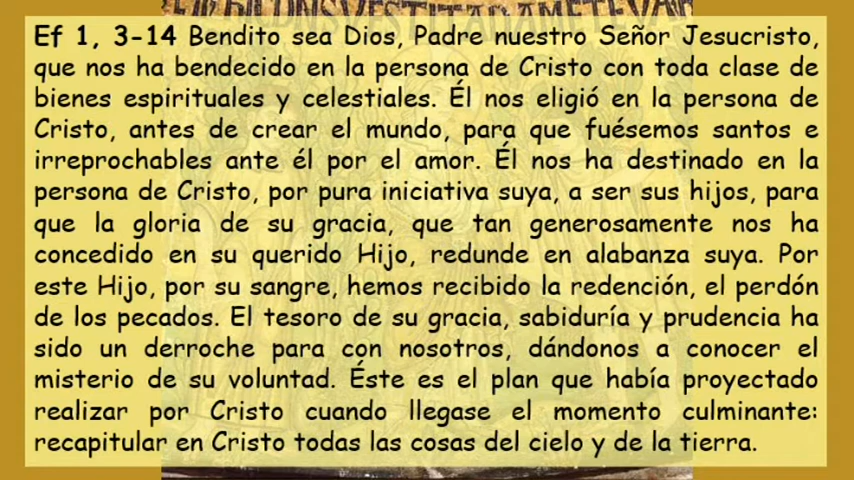 Ef 1, 3-14 Bendito sea Dios, Padre nuestro Señor Jesucristo,
que nos ha bendecido en la persona de Cristo con toda clase de
bienes espirituales y celestiales. Él nos eligió en la persona de
Cristo, antes de crear el mundo, para que fuésemos santos e
irreprochables ante él por el amor. Él nos ha destinado en la
persona de Cristo, por pura iniciativa suya, a ser sus hijos, para
que la gloria de su gracia, que tan generosamente nos ha
concedido en su querido Hijo, redunde en alabanza suya. Por
este Hijo, por su sangre, hemos recibido la redención, el perdón
de los pecados. El tesoro de su gracia, sabiduría y prudencia ha
sido un derroche para con nosotros, dándonos a conocer el
misterio de su voluntad. Éste es el plan que había proyectado
realizar por Cristo cuando llegase el momento culminante:
recapitular en Cristo todas las cosas del cielo y de la tierra.